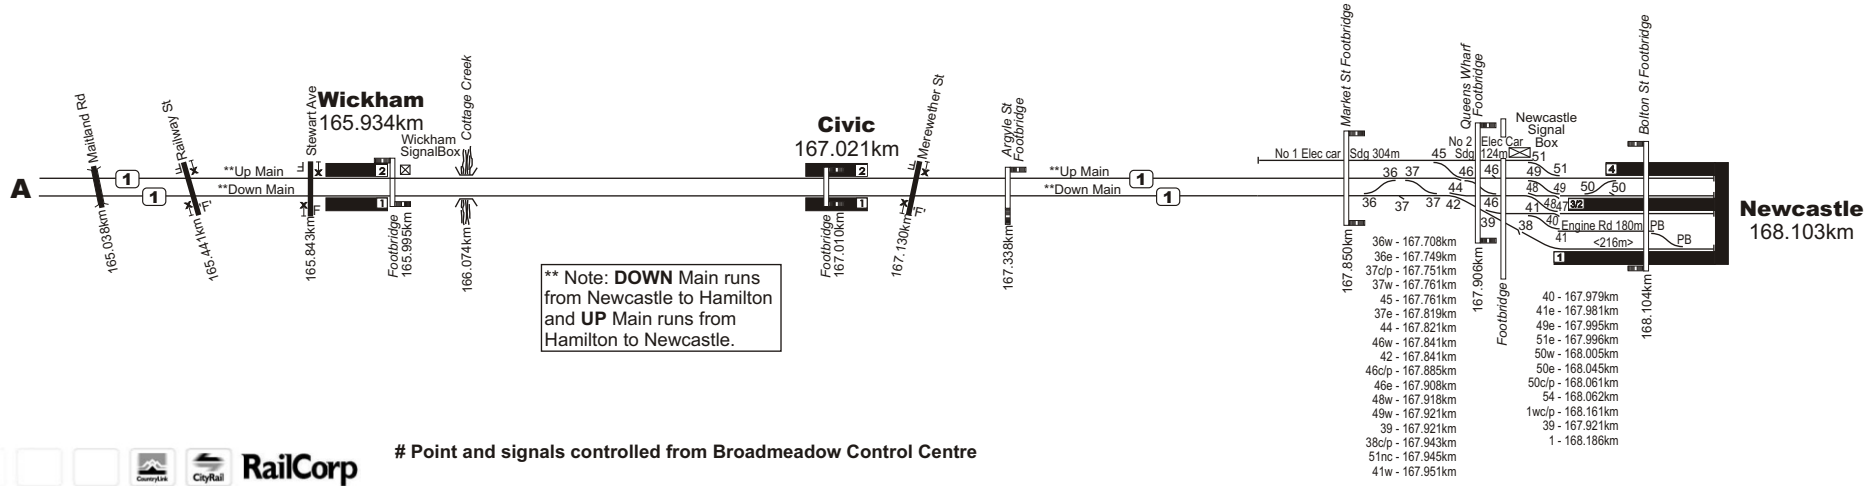 A
Maitland Rd
165.038km
1
1
Railway St
F
x
x
'F'
165.441km
**Up Main
**Down Main
Stewart Ave
F
x
x
'F'
165.843km
Wickham
165.934km
2
1
Footbridge
165.995km
Wickham
SignalBox
Cottage Creek
166.074km
** Note: DOWN Main runs
from Newcastle to Hamilton
and UP Main runs from
Hamilton to Newcastle.
Civic
167.021km
2
1
Footbridge
167.010km
Merewether St
F
x
x
'F'
167.130km
Argyle St
Footbridge
167.338km
**Up Main
**Down Main
1
1
Market St Footbridge
167.850km
No 1 Elec car Sdg 304m
Queens Wharf
Footbridge
167.906km
No 2 Elec Car
Sdg 124m
Newcastle
Signal
Box
Footbridge
Bolton St Footbridge
168.104km
45 51
36 37 46 46 49 51
44 48 49 50 50
36 37 37 42 46 41 48 47
39 38 40 41
4
3/2
1
Engine Rd 180m PB
<216m> PB
Newcastle
168.103km
36w - 167.708km
36e - 167.749km
37c/p - 167.751km
37w - 167.761km
45 - 167.761km
37e - 167.819km
44 - 167.821km
46w - 167.841km
42 - 167.841km
46c/p - 167.885km
46e - 167.908km
48w - 167.918km
49w - 167.921km
39 - 167.921km
38c/p - 167.943km
51nc - 167.945km
41w - 167.951km
40 - 167.979km
41e - 167.981km
49e - 167.995km
51e - 167.996km
50w - 168.005km
50e - 168.045km
50c/p - 168.061km
54 - 168.062km
1wc/p - 168.161km
39 - 167.921km
1 - 168.186km
CountryLink
CityRail
RailCorp
# Point and signals controlled from Broadmeadow Control Centre